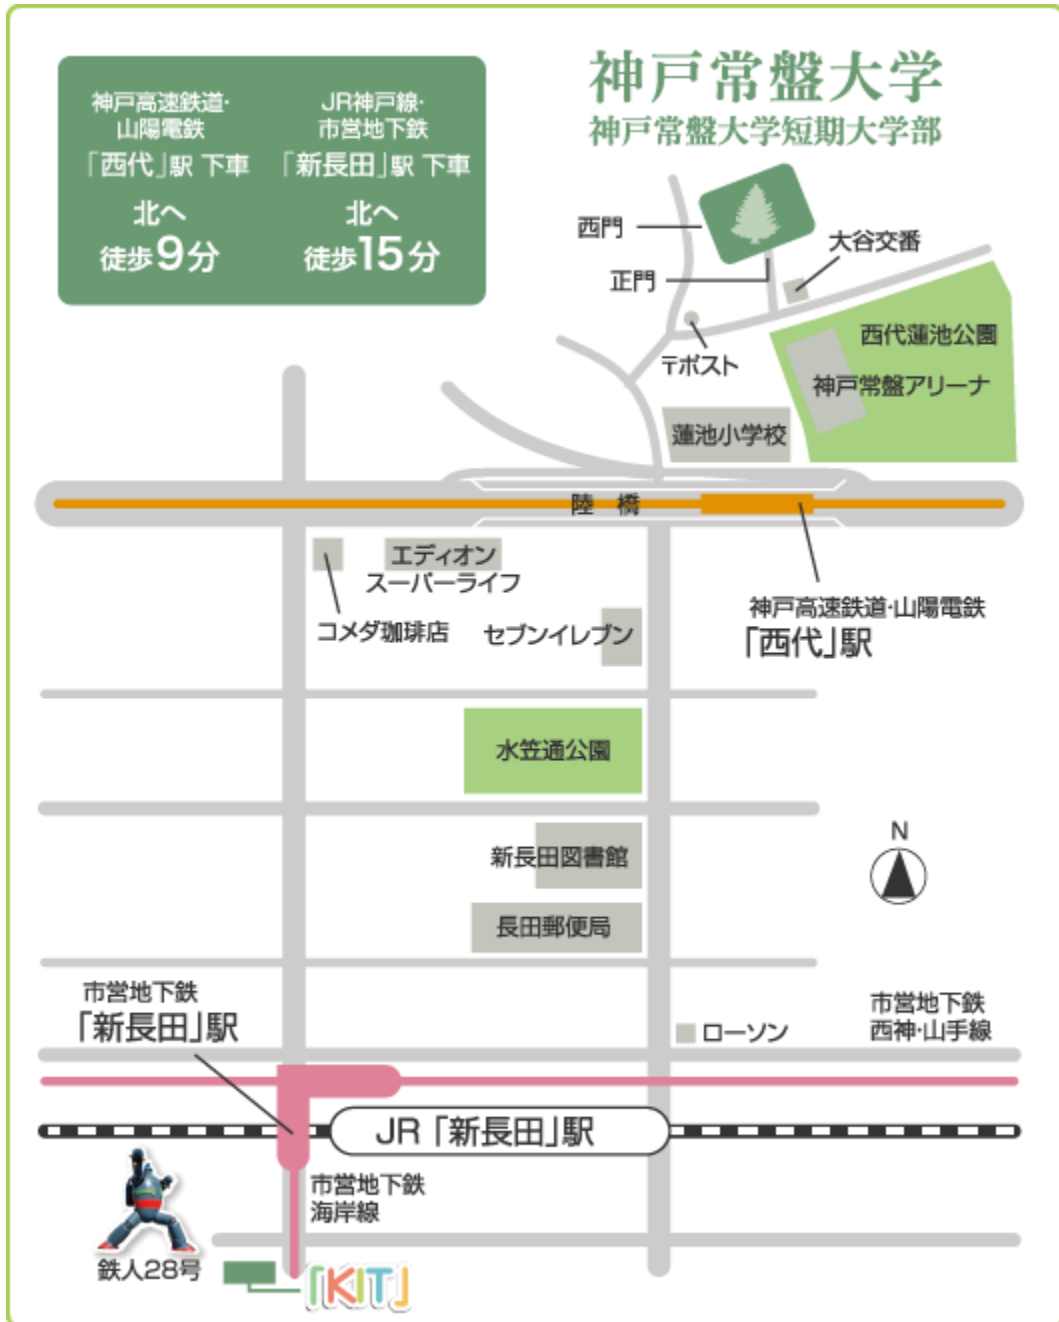 神戸高速鉄道・
山陽電鉄
「西代」駅 下車
北へ
徒歩9分
JR神戸線・
市営地下鉄
「新長田」駅 下車
北へ
徒歩15分
神戸常盤大学
神戸常盤大学短期大学部
西門
正門
大谷交番
〒ポスト
西代蓮池公園
神戸常盤アリーナ
蓮池小学校
陸 橋
エディオン
スーパーライフ
コメダ珈琲店
セブンイレブン
神戸高速鉄道・山陽電鉄
「西代」駅
水笠通公園
新長田図書館
長田郵便局
N
市営地下鉄
「新長田」駅
ローソン
市営地下鉄
西神・山手線
JR「新長田」駅
市営地下鉄
海岸線
鉄人28号
「KIT」